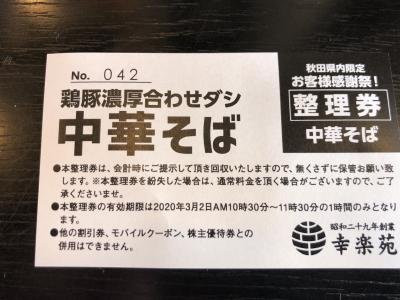 No. 042
鶏豚濃厚合わせダシ
中華そば
秋田県内限定
お客様感謝祭!
整理券
中華そば
●本整理券は、会計時にご提示して頂き回収いたしますので、無くさずに保管お願い致
します。※本整理券を紛失した場合は、通常料金を頂く場合がございますので、ご了
承くださいませ。
●本整理券の有効期限は2020年3月2日AM10時30分~11時30分の1時間のみとなり
ます。
●他の割引券、モバイルクーポン、株主優待券との
併用はできません。
昭和二十九年創業
幸楽苑